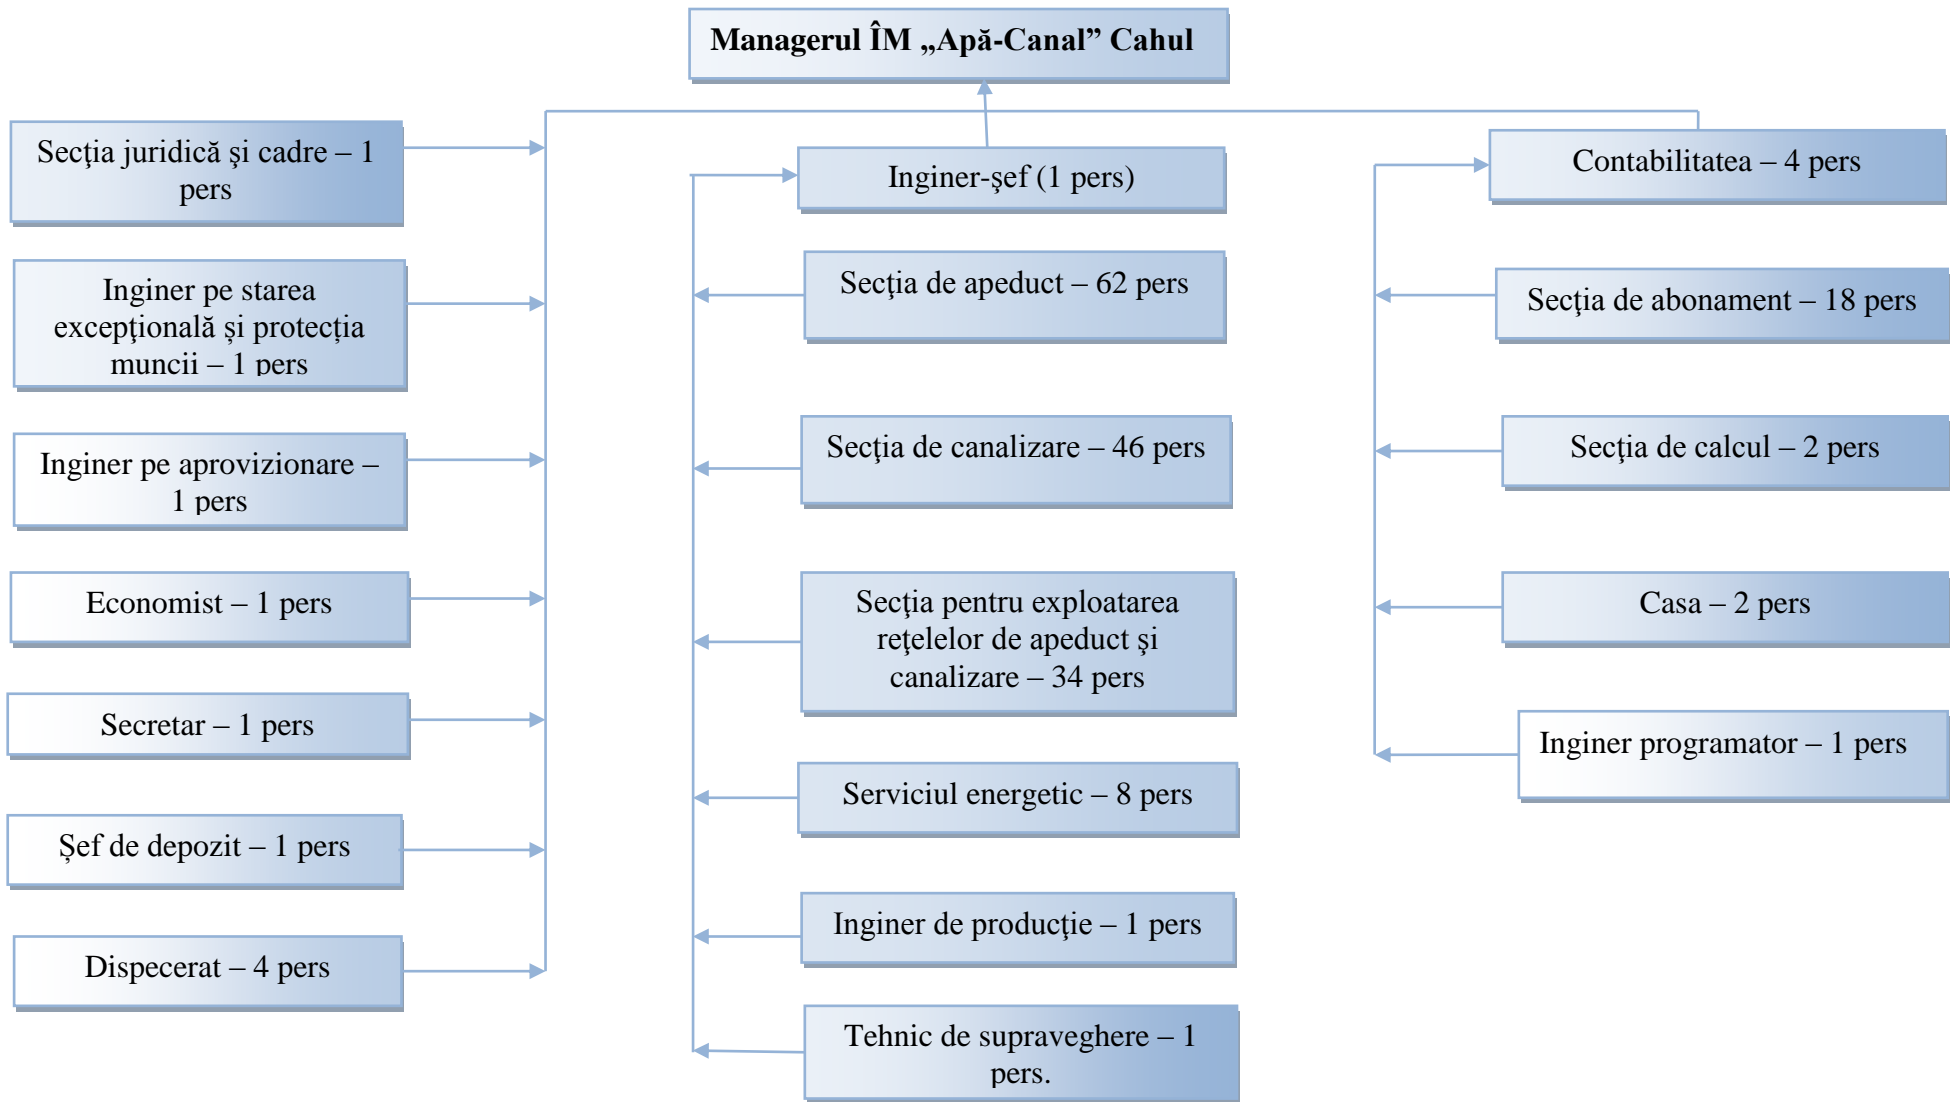 Managerul ÎM „Apă-Canal” Cahul
Secţia juridică şi cadre – 1
pers
Inginer pe starea
excepţională și protecția
muncii – 1 pers
Inginer pe aprovizionare –
1 pers
Economist – 1 pers
Secretar – 1 pers
Șef de depozit – 1 pers
Dispecerat – 4 pers
Inginer-şef (1 pers)
Secţia de apeduct – 62 pers
Secţia de canalizare – 46 pers
Secţia pentru exploatarea
reţelelor de apeduct şi
canalizare – 34 pers
Serviciul energetic – 8 pers
Inginer de producţie – 1 pers
Tehnic de supraveghere – 1
pers.
Contabilitatea – 4 pers
Secţia de abonament – 18 pers
Secţia de calcul – 2 pers
Casa – 2 pers
Inginer programator – 1 pers